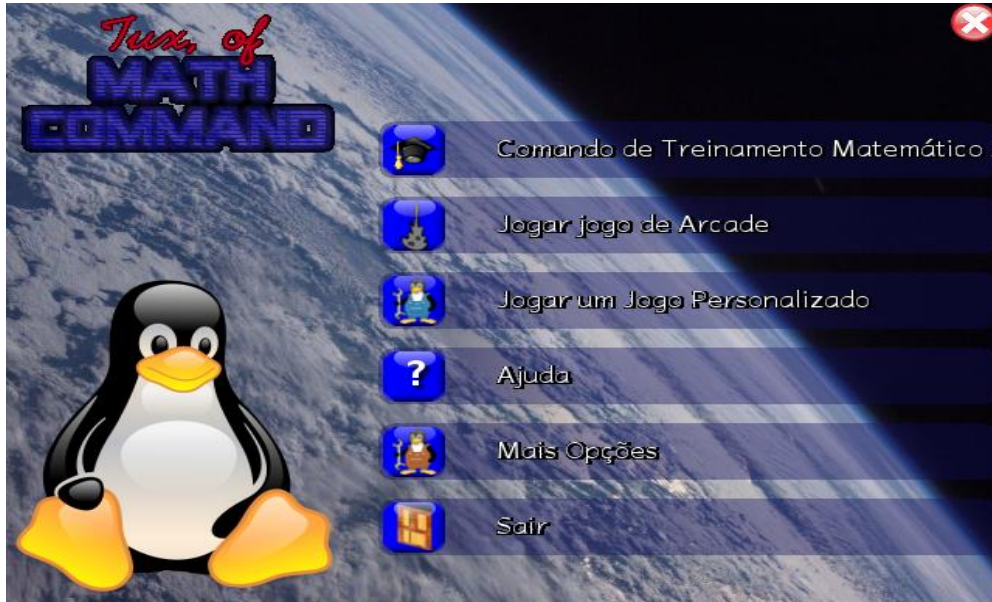 Tux, of
MATH
COMMAND
Comando de Treinamento Matemático
Jogar jogo de Arcade
Jogar um Jogo Personalizado
?
Ajuda
Mais Opções
Sair